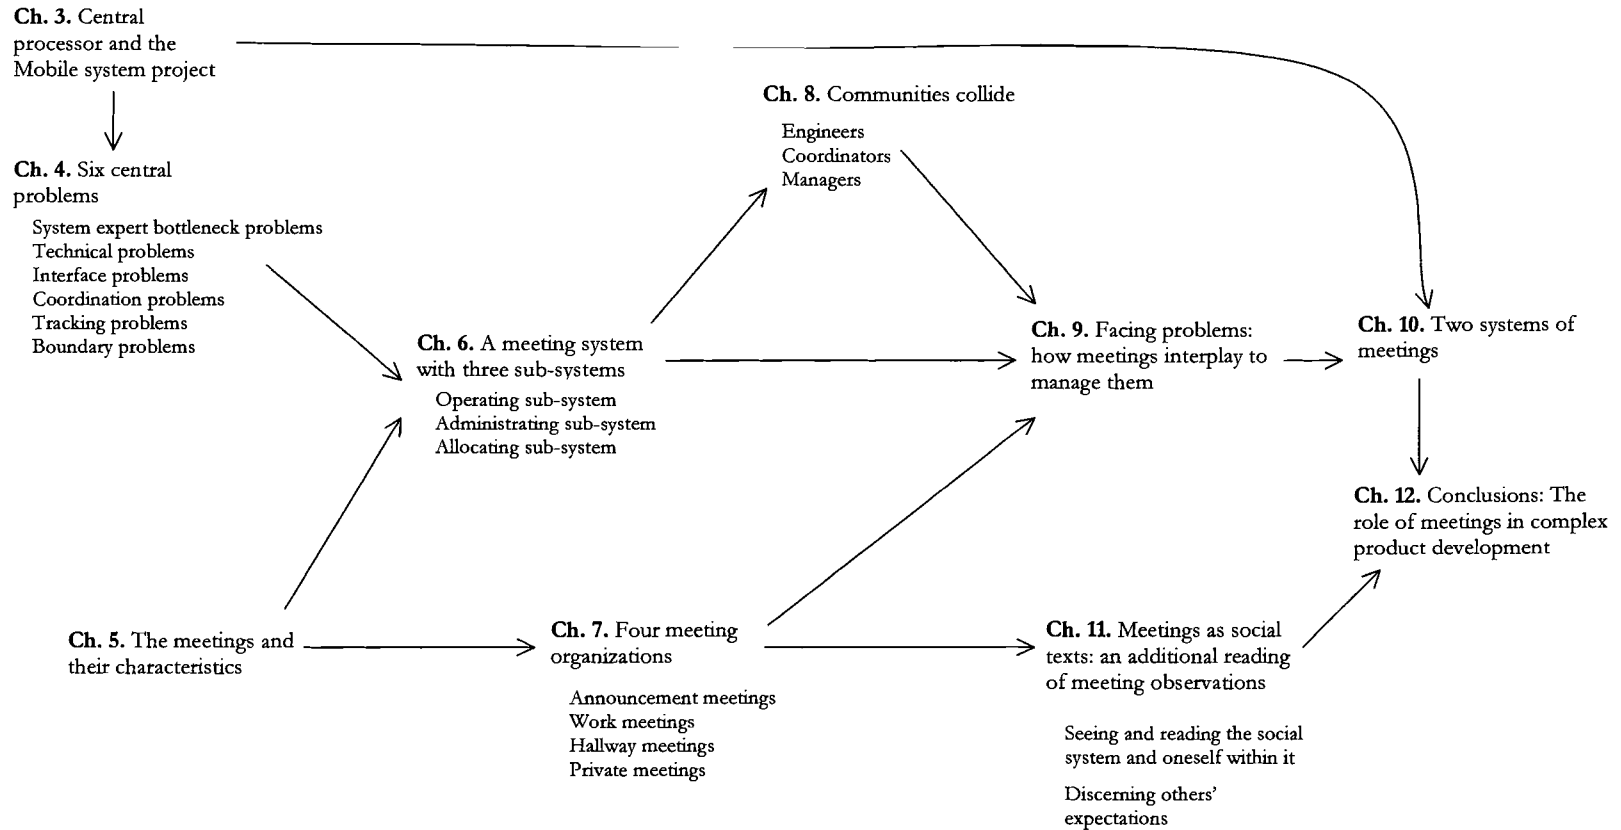 Ch. 3. Central
processor and the
Mobile system project
Ch. 4. Six central
problems
System expert bottleneck problems
Technical problems
Interface problems
Coordination problems
Tracking problems
Boundary problems
Ch. 5. The meetings and
their characteristics
Ch. 6. A meeting system
with three sub-systems
Operating sub-system
Administrating sub-system
Allocating sub-system
Ch. 7. Four meeting
organizations
Announcement meetings
Work meetings
Hallway meetings
Private meetings
Ch. 8. Communities collide
Engineers
Coordinators
Managers
Ch. 9. Facing problems:
how meetings interplay to
manage them
Ch. 10. Two systems of
meetings
Ch. 11. Meetings as social
texts: an additional reading
of meeting observations
Seeing and reading the social
system and oneself within it
Discerning others'
expectations
Ch. 12. Conclusions: The
role of meetings in complex
product development